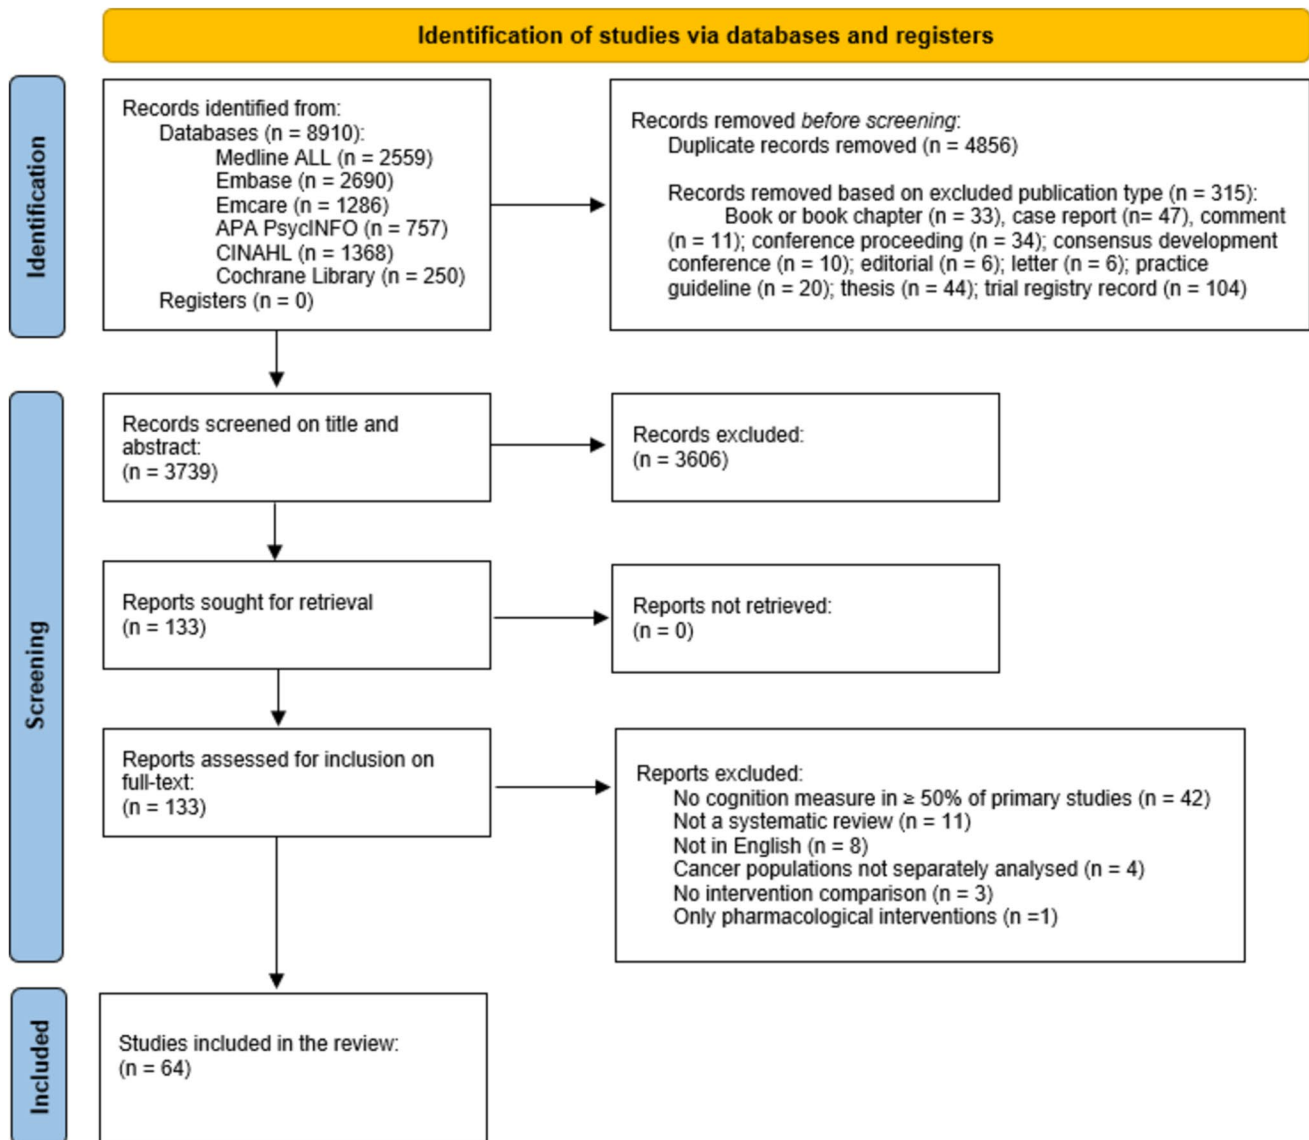 Identification of studies via databases and registers
Identification
Records identified from:
Databases (n = 8910):
Medline ALL (n = 2559)
Embase (n = 2690)
Emcare (n = 1286)
APA PsycINFO (n = 757)
CINAHL (n = 1368)
Cochrane Library (n = 250)
Registers (n = 0)
Records removed before screening:
Duplicate records removed (n = 4856)
Records removed based on excluded publication type (n = 315):
Book or book chapter (n = 33), case report (n= 47), comment
(n = 11); conference proceeding (n = 34); consensus development
conference (n = 10); editorial (n = 6); letter (n = 6); practice
guideline (n = 20); thesis (n = 44); trial registry record (n = 104)
Screening
Records screened on title and
abstract:
(n = 3739)
Records excluded:
(n = 3606)
Reports sought for retrieval
(n = 133)
Reports not retrieved:
(n = 0)
Reports assessed for inclusion on
full-text:
(n = 133)
Reports excluded:
No cognition measure in ≥ 50% of primary studies (n = 42)
Not a systematic review (n = 11)
Not in English (n = 8)
Cancer populations not separately analysed (n = 4)
No intervention comparison (n = 3)
Only pharmacological interventions (n =1)
Included
Studies included in the review:
(n = 64)